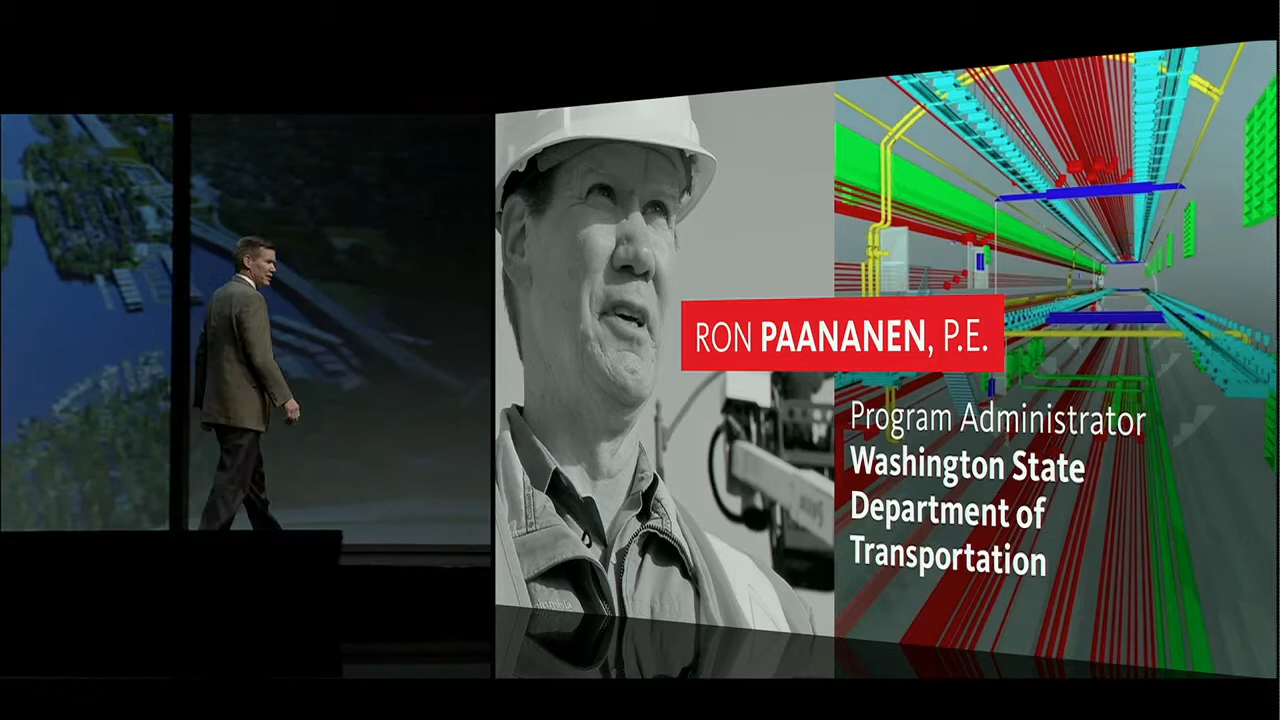 RON PAANANEN, P.E.
Program Administrator
Washington State
Department of
Transportation